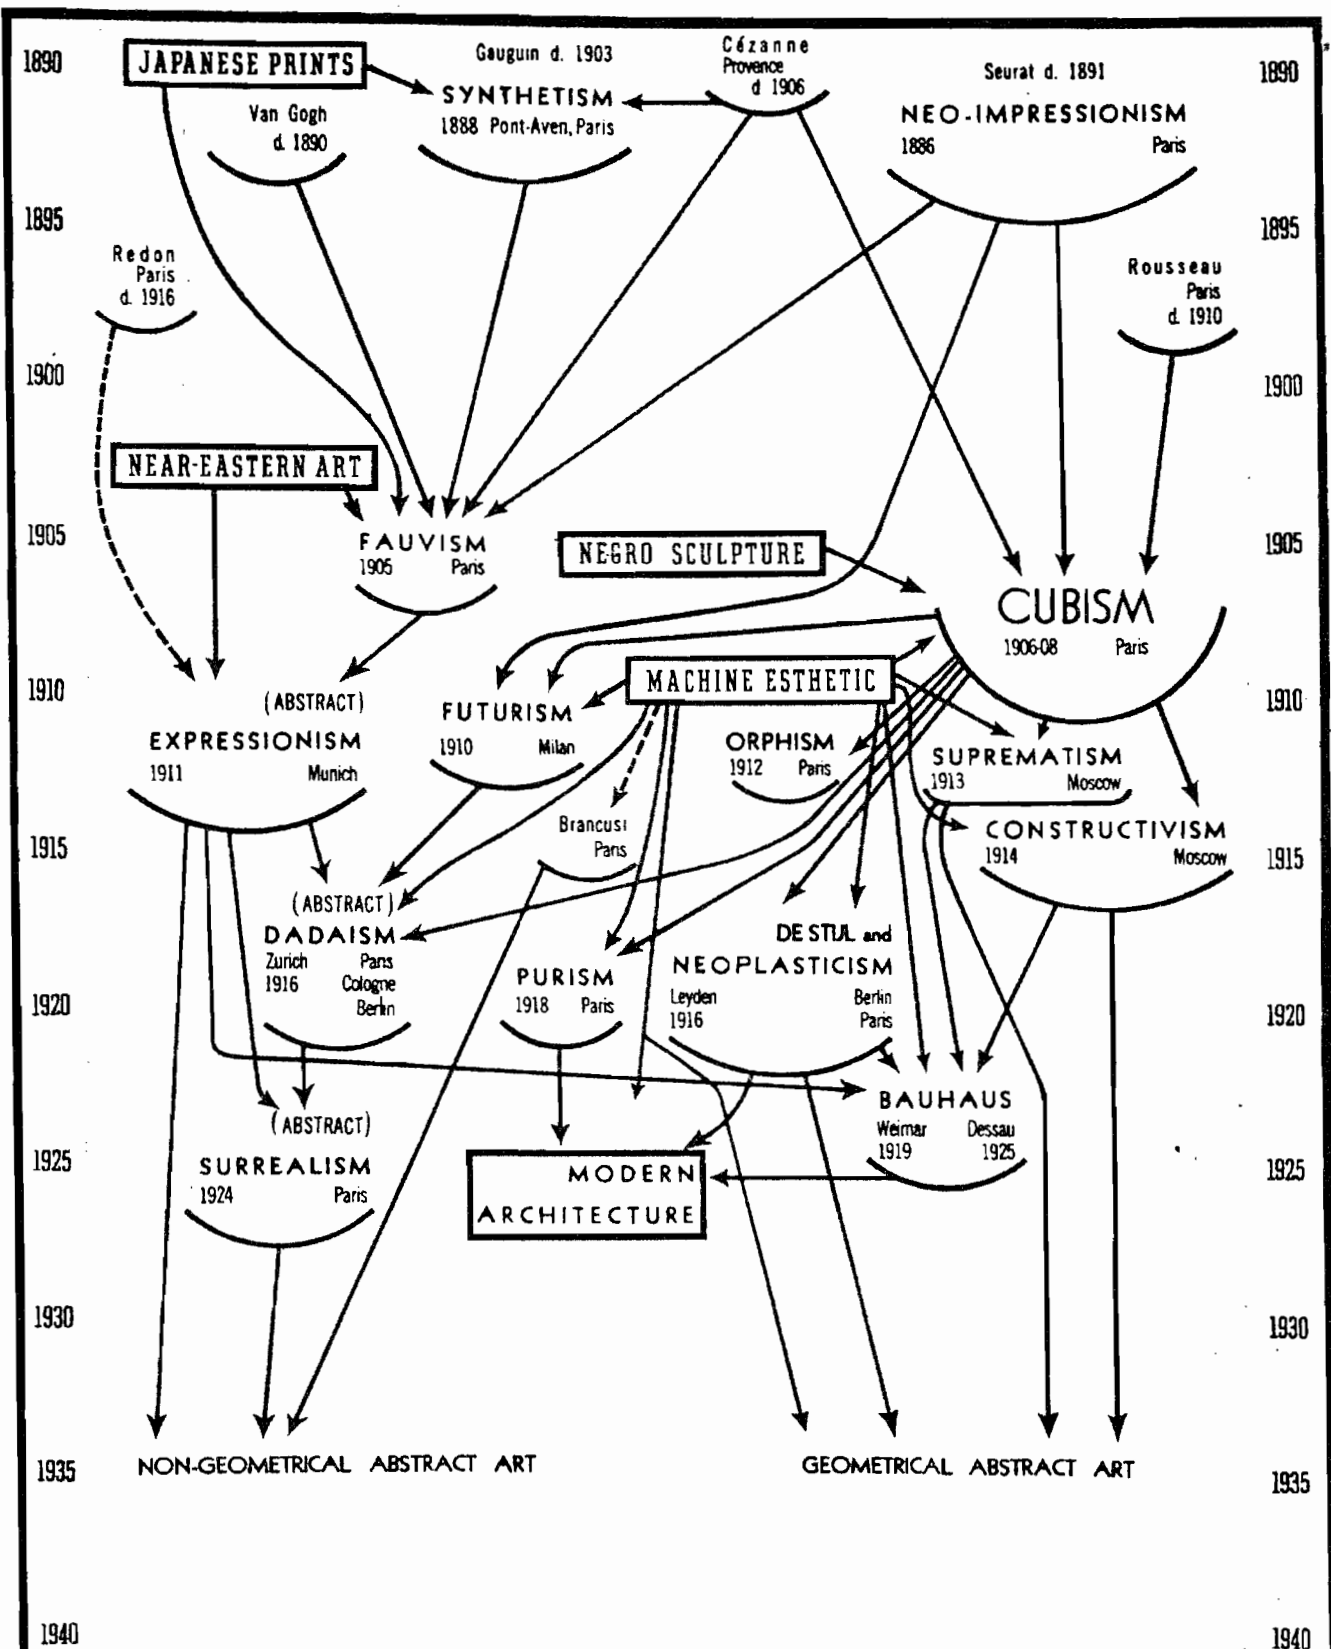 1890
JAPANESE PRINTS
Gauguin d. 1903
Cézanne
Provence
d 1906
Seurat d. 1891
1890
SYNTHETISM
1888 Pont-Aven, Paris
NEO-IMPRESSIONISM
1886 Paris
Van Gogh
d. 1890
1895
1895
Redon
Paris
d. 1916
Rousseau
Paris
d. 1910
1900
1900
NEAR-EASTERN ART
1905
FAUVISM
1905 Paris
NEGRO SCULPTURE
1905
CUBISM
1906-08 Paris
1910
(ABSTRACT)
EXPRESSIONISM
1911 Munich
FUTURISM
1910 Milan
MACHINE ESTHETIC
1910
ORPHISM
1912 Paris
SUPREMATISM
1913 Moscow
Brancusi
Paris
CONSTRUCTIVISM
1914 Moscow
1915
1915
(ABSTRACT)
DADAISM
Zurich Paris
1916 Cologne
Berlin
PURISM
1918 Paris
DE STIJL and
NEOPLASTICISM
Leyden Berlin
1916 Paris
1920
1920
(ABSTRACT)
SURREALISM
1924 Paris
BAUHAUS
Weimar Dessau
1919 1925
1925
MODERN
ARCHITECTURE
1925
1930
1930
1935
NON-GEOMETRICAL ABSTRACT ART
GEOMETRICAL ABSTRACT ART
1935
1940
1940